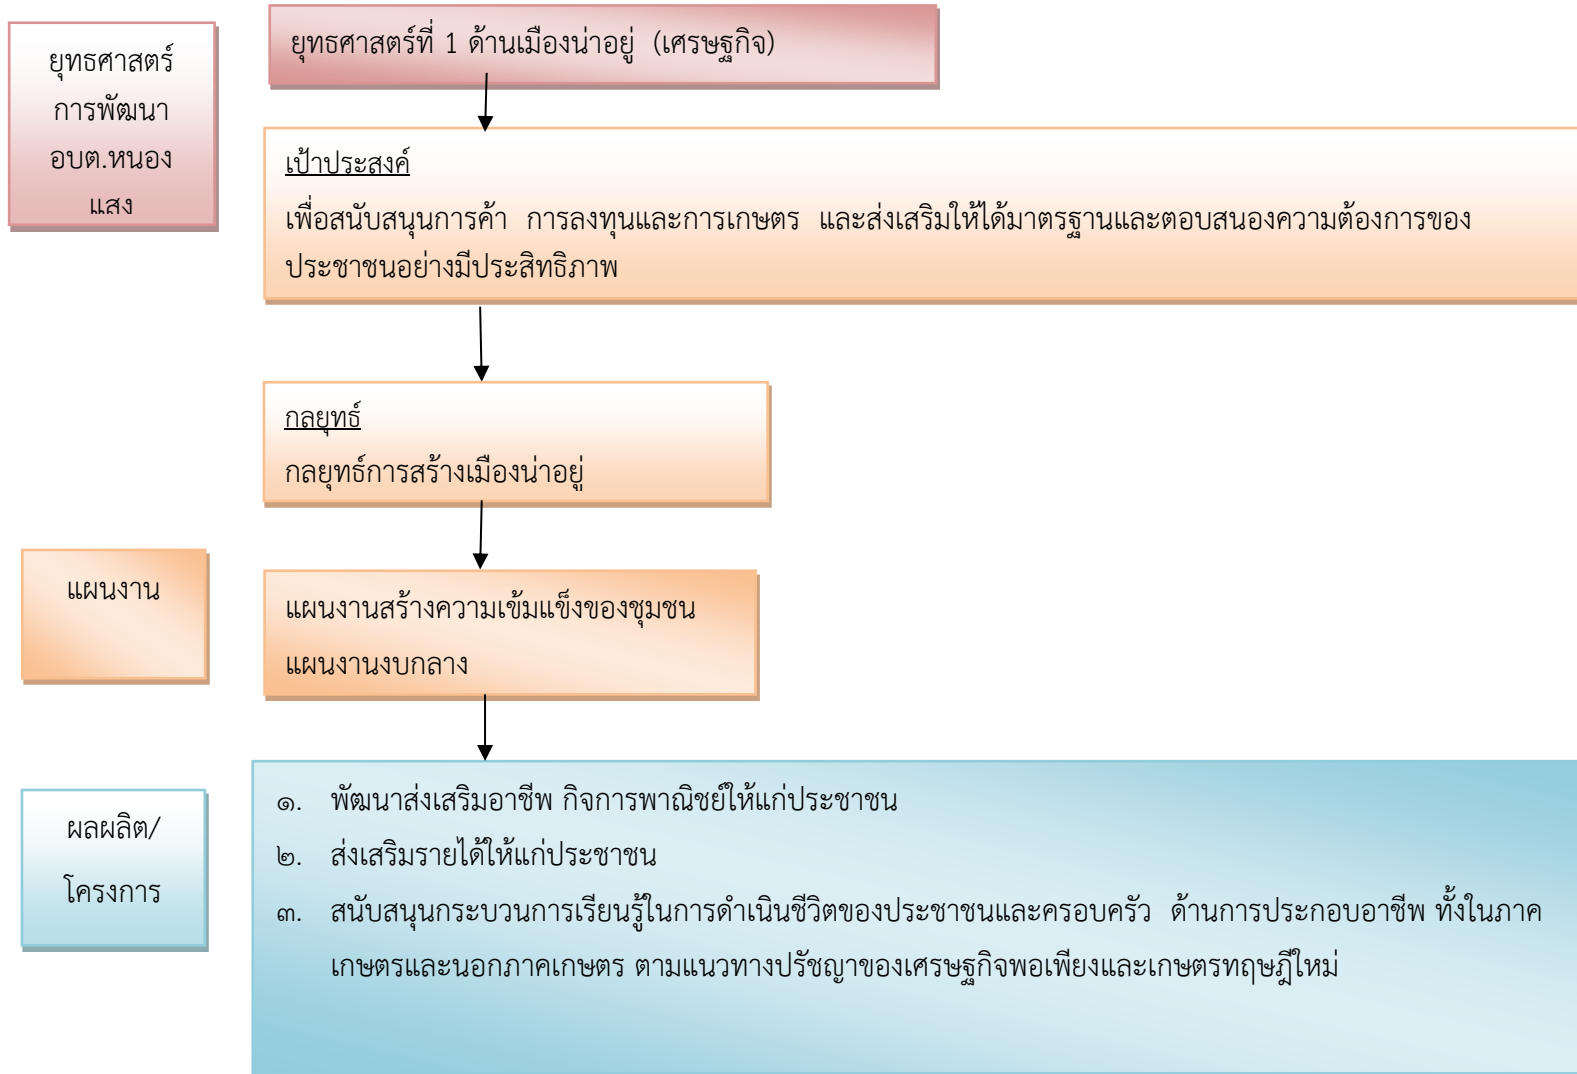 ยุทธศาสตร์
การพัฒนา
อบต.หนอง
แสง
ยุทธศาสตร์ที่ 1 ด้านเมืองน่าอยู่ (เศรษฐกิจ)
เป้าประสงค์
เพื่อสนับสนุนการค้า การลงทุนและการเกษตร และส่งเสริมให้ได้มาตรฐานและตอบสนองความต้องการของ
ประชาชนอย่างมีประสิทธิภาพ
กลยุทธ์
กลยุทธ์การสร้างเมืองน่าอยู่
แผนงาน
แผนงานสร้างความเข้มแข็งของชุมชน
แผนงานงบกลาง
ผลผลิต/
โครงการ
๑. พัฒนาส่งเสริมอาชีพ กิจการพาณิชย์ให้แก่ประชาชน
๒. ส่งเสริมรายได้ให้แก่ประชาชน
๓. สนับสนุนกระบวนการเรียนรู้ในการดำเนินชีวิตของประชาชนและครอบครัว ด้านการประกอบอาชีพ ทั้งในภาค
เกษตรและนอกภาคเกษตร ตามแนวทางปรัชญาของเศรษฐกิจพอเพียงและเกษตรทฤษฎีใหม่